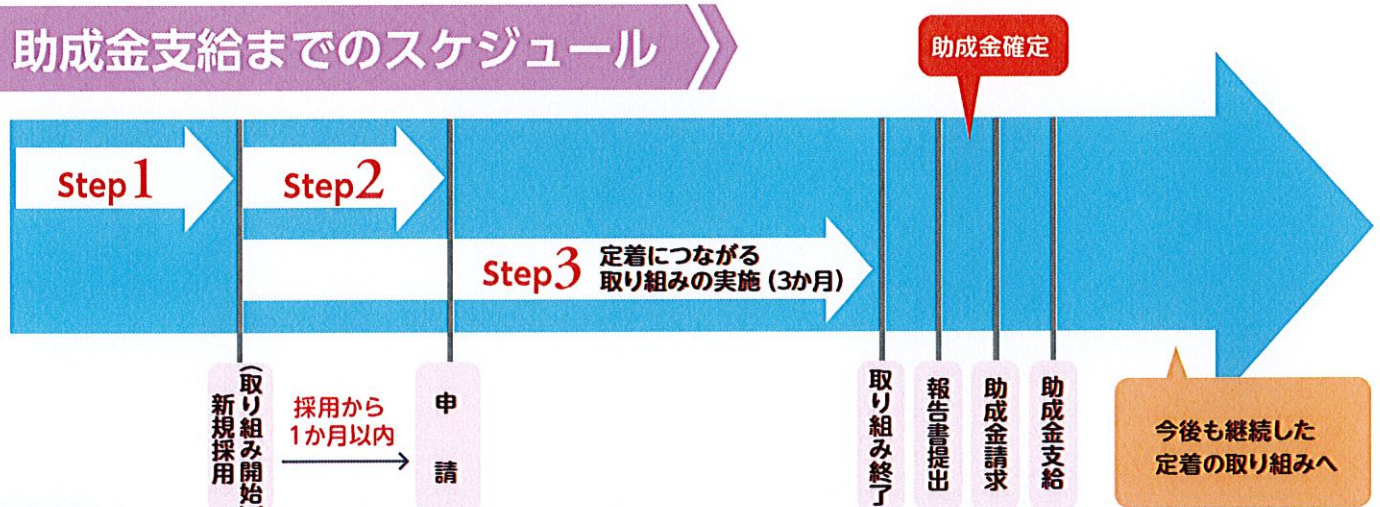 助成金支給までのスケジュール
助成金確定
Step1
Step2
Step3
定着につながる
取り組みの実施（3か月）
新規採用
（取り組み開始
採用から
1か月以内
申請
取り組み終了
報告書提出
助成金請求
助成金支給
今後も継続した
定着の取り組みへ